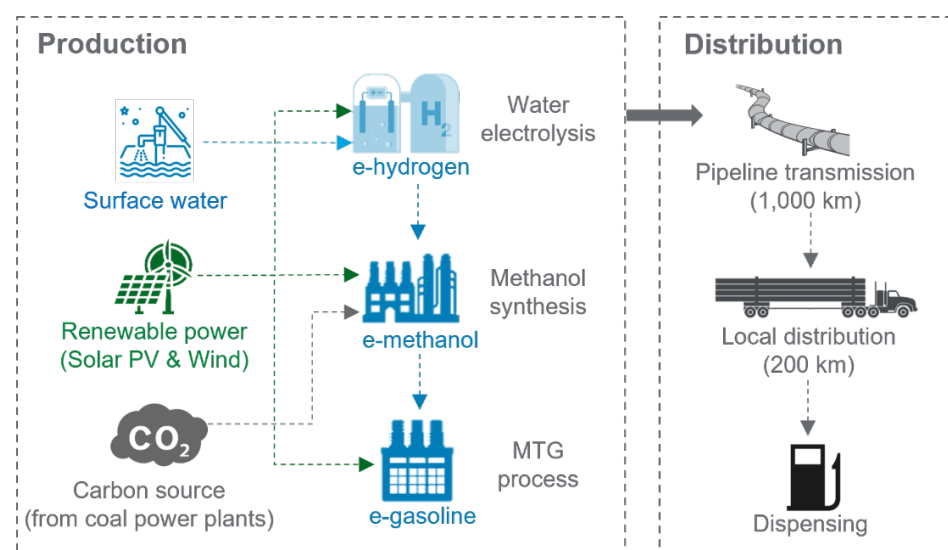 Production
Distribution
H2
Water
electrolysis
e-hydrogen
Surface water
Pipeline transmission
(1,000 km)
Methanol
synthesis
Renewable power
(Solar PV & Wind)
e-methanol
Local distribution
(200 km)
CO2
MTG
process
Carbon source
(from coal power plants)
e-gasoline
Dispensing